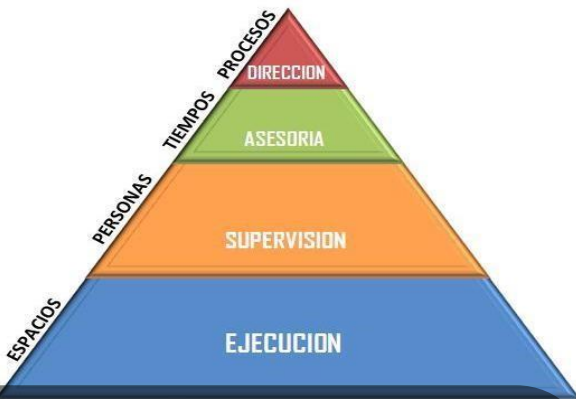 PROCESOS
DIRECCION
TIEMPOS
ASESORIA
PERSONAS
SUPERVISION
ESPACIOS
EJECUCION